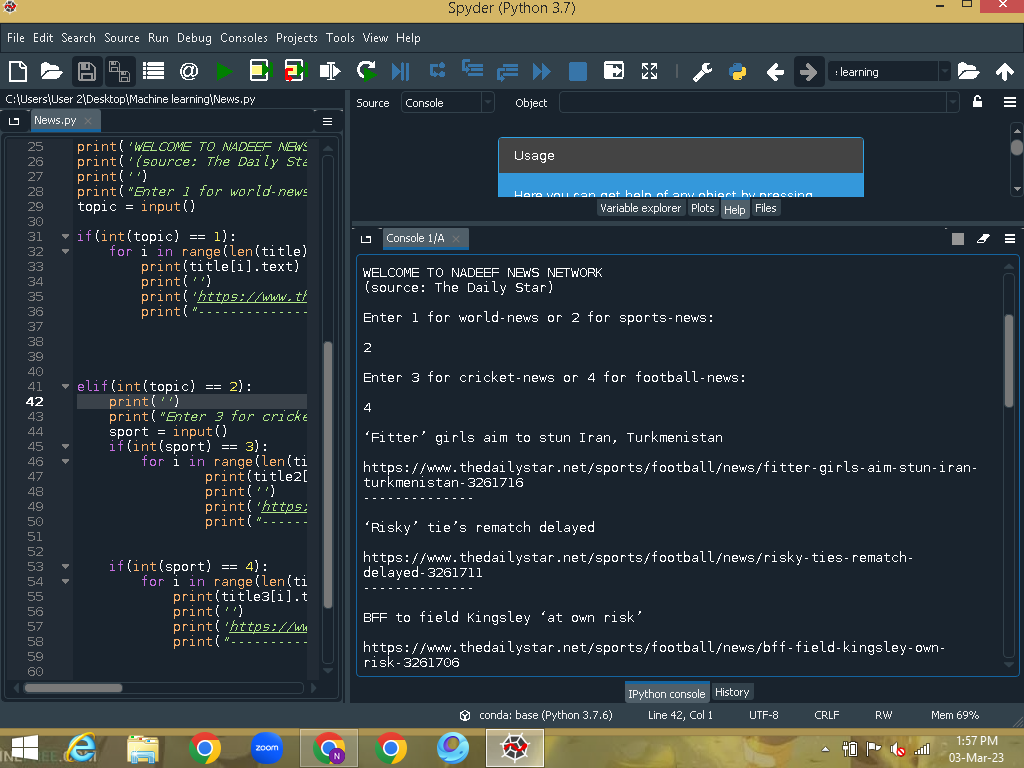 Spyder (Python 3.7)
File Edit Search Source Run Debug Consoles Projects Tools View Help
: learning
C:\Users\User 2\Desktop\Machine learning\News.py
News.py
25 print('WELCOME TO NADEEF NEWS
26 print('(source: The Daily Sta
27 print('')
28 print("Enter 1 for world-news
29 topic = input()
30
31 if(int(topic) == 1):
32 for i in range(len(title)
33 print(title[i].text)
34 print('')
35 print('https://www.th
36 print("--------------
37
38
39
40
41 elif(int(topic) == 2):
42 print('')
43 print("Enter 3 for cricke
44 sport = input()
45 if(int(sport) == 3):
46 for i in range(len(ti
47 print(title2[
48 print('')
49 print('https:
50 print("------
51
52
53 if(int(sport) == 4):
54 for i in range(len(ti
55 print(title3[i].t
56 print('')
57 print('https://ww
58 print("----------
59
60
Source Console Object
Usage
Here you can get help of any object by pressing
Variable explorer Plots Help Files
Console 1/A
WELCOME TO NADEEF NEWS NETWORK
(source: The Daily Star)
Enter 1 for world-news or 2 for sports-news:
2
Enter 3 for cricket-news or 4 for football-news:
4
‘Fitter’ girls aim to stun Iran, Turkmenistan
https://www.thedailystar.net/sports/football/news/fitter-girls-aim-stun-iran-
turkmenistan-3261716
--------------
‘Risky’ tie’s rematch delayed
https://www.thedailystar.net/sports/football/news/risky-ties-rematch-
delayed-3261711
--------------
BFF to field Kingsley ‘at own risk’
https://www.thedailystar.net/sports/football/news/bff-field-kingsley-own-
risk-3261706
IPython console History
conda: base (Python 3.7.6) Line 42, Col 1 UTF-8 CRLF RW Mem 69%
zoom
N
1:57 PM
03-Mar-23